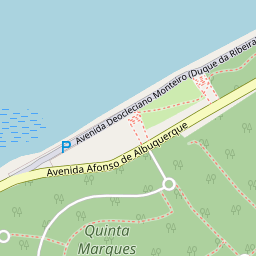 Avenida Deocleciano Monteiro (Duque da Ribeira)
P
Avenida Afonso de Albuquerque
Quinta
Marques